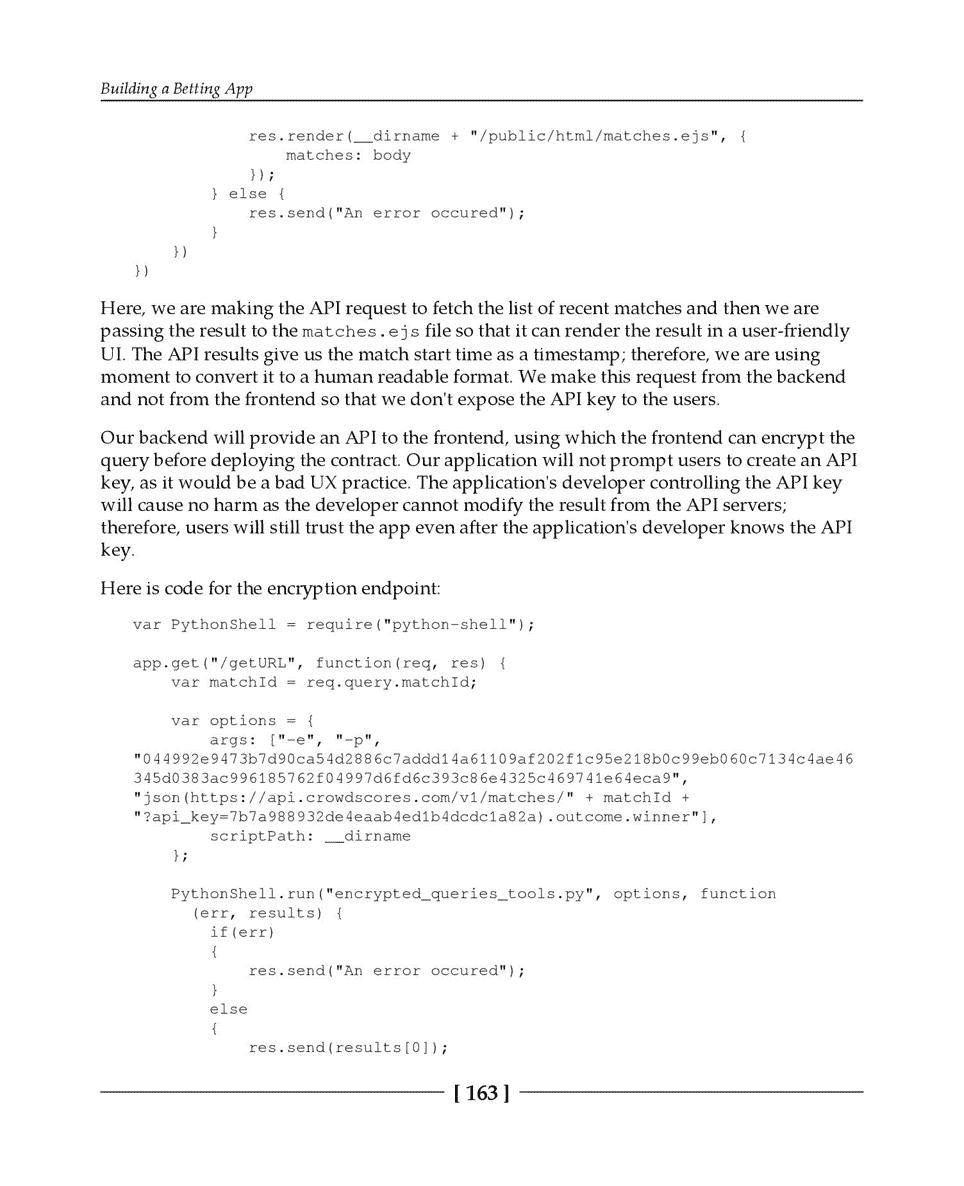 Building a Betting App
res.render(__dirname + "/public/html/matches.ejs", {
matches: body
});
} else {
res.send("An error occured");
}
})
})
Here, we are making the API request to fetch the list of recent matches and then we are
passing the result to the matches.ejs file so that it can render the result in a user-friendly
UI. The API results give us the match start time as a timestamp; therefore, we are using
moment to convert it to a human readable format. We make this request from the backend
and not from the frontend so that we don't expose the API key to the users.
Our backend will provide an API to the frontend, using which the frontend can encrypt the
query before deploying the contract. Our application will not prompt users to create an API
key, as it would be a bad UX practice. The application's developer controlling the API key
will cause no harm as the developer cannot modify the result from the API servers;
therefore, users will still trust the app even after the application's developer knows the API
key.
Here is code for the encryption endpoint:
var PythonShell = require("python-shell");
app.get("/getURL", function(req, res) {
var matchId = req.query.matchId;
var options = {
args: ["-e", "-p",
"044992e9473b7d90ca54d2886c7addd14a61109af202f1c95e218b0c99eb060c7134c4ae46
345d0383ac996185762f04997d6fd6c393c86e4325c469741e64eca9",
"json(https://api.crowdscores.com/v1/matches/" + matchId +
"?api_key=7b7a988932de4eaab4ed1b4dcdc1a82a).outcome.winner"],
scriptPath: __dirname
};
PythonShell.run("encrypted_queries_tools.py", options, function
(err, results) {
if(err)
{
res.send("An error occured");
}
else
{
res.send(results[0]);
[ 163 ]